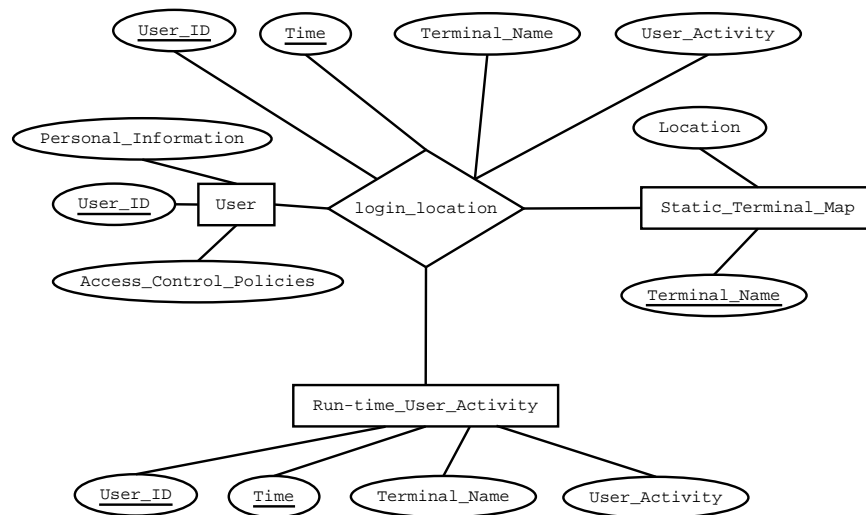 User_ID
Time
Terminal_Name
User_Activity
Personal_Information
Location
User_ID
User
login_location
Static_Terminal_Map
Access_Control_Policies
Terminal_Name
Run-time_User_Activity
User_ID
Time
Terminal_Name
User_Activity